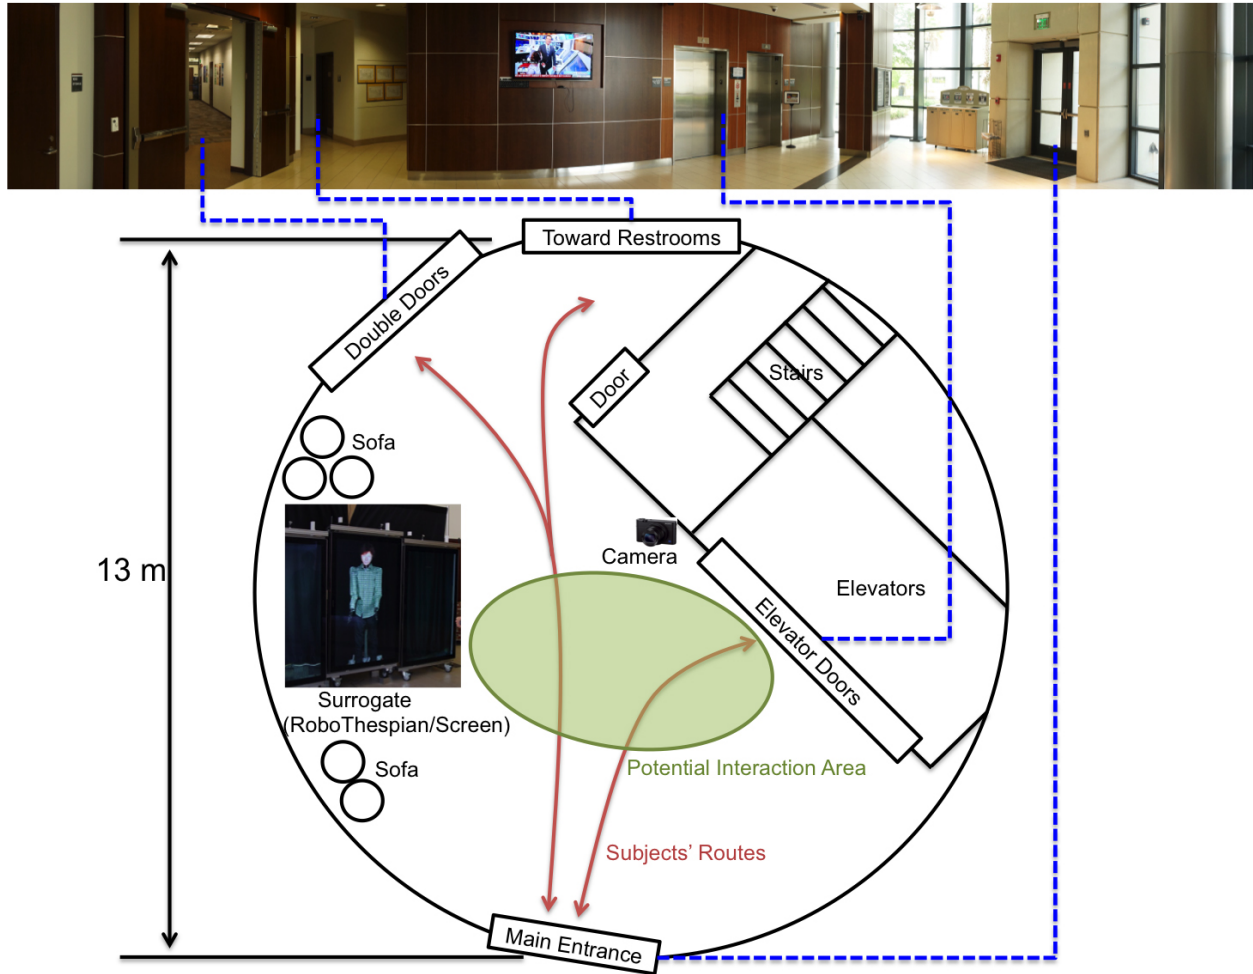 Toward Restrooms
Double Doors
Door
Stairs
Sofa
Camera
13 m
Elevators
Elevator Doors
Surrogate
(RoboThespian/Screen)
Sofa
Potential Interaction Area
Subjects’ Routes
Main Entrance